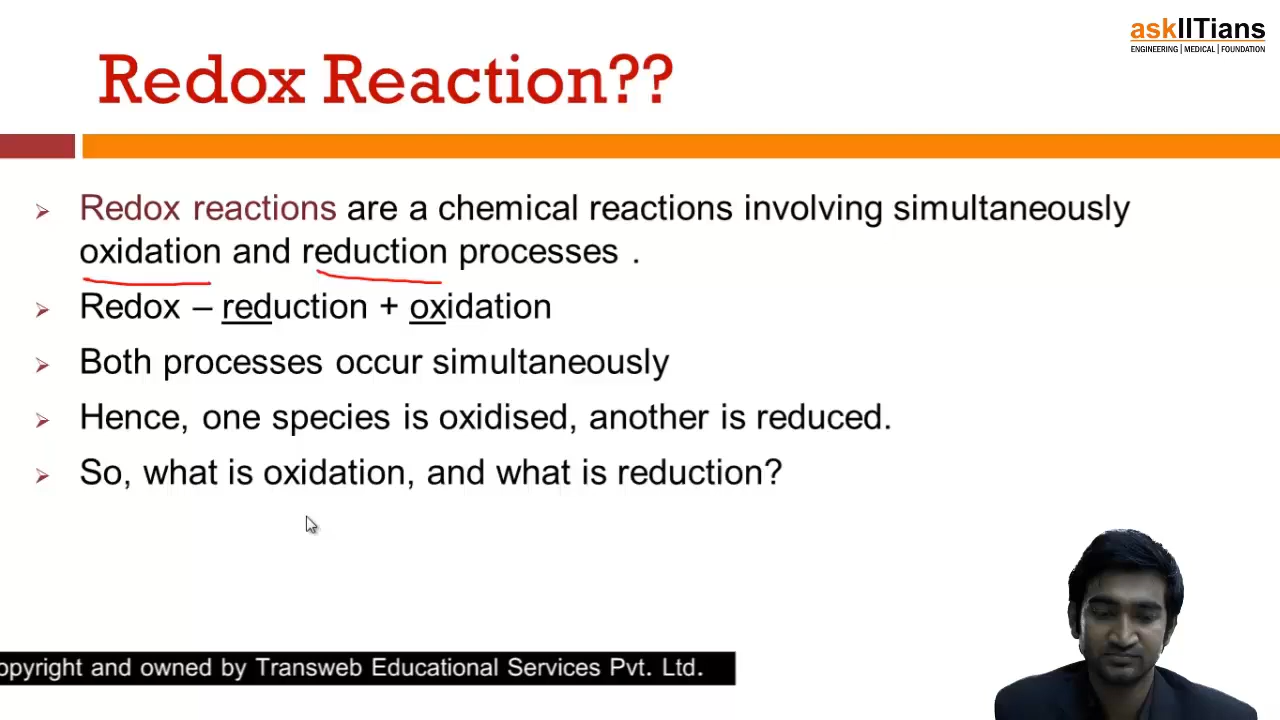 askIITians
ENGINEERING | MEDICAL | FOUNDATION
Redox Reaction??
Redox reactions are a chemical reactions involving simultaneously
oxidation and reduction processes .
Redox – reduction + oxidation
Both processes occur simultaneously
Hence, one species is oxidised, another is reduced.
So, what is oxidation, and what is reduction?
opyright and owned by Transweb Educational Services Pvt. Ltd.